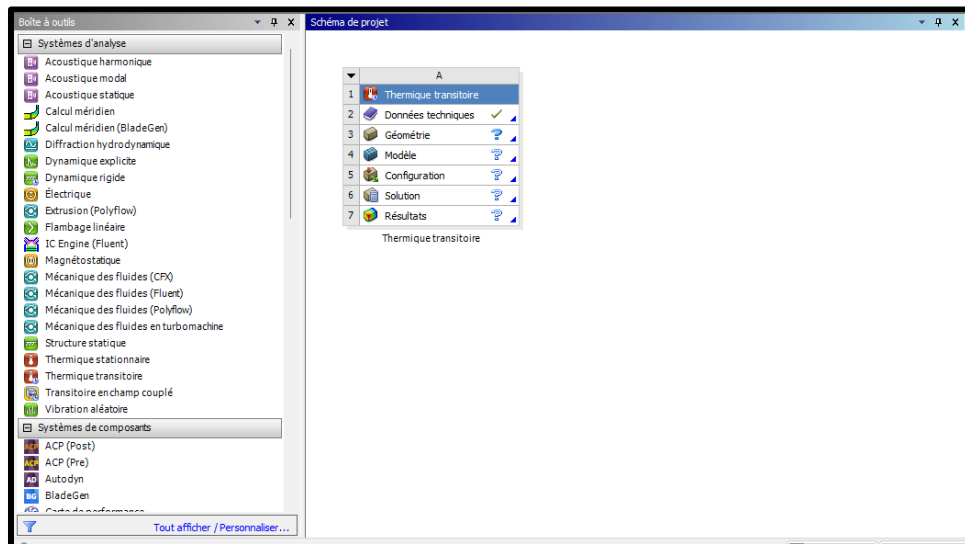 Boîte à outils
Systèmes d'analyse
Acoustique harmonique
Acoustique modal
Acoustique statique
Calcul méridien
Calcul méridien (BladeGen)
Diffraction hydrodynamique
Dynamique explicite
Dynamique rigide
Électrique
Extrusion (Polyflow)
Flambage linéaire
IC Engine (Fluent)
Magnétostatique
Mécanique des fluides (CFX)
Mécanique des fluides (Fluent)
Mécanique des fluides (Polyflow)
Mécanique des fluides en turbomachine
Structure statique
Thermique stationnaire
Thermique transitoire
Transitoire en champ couplé
Vibration aléatoire
Systèmes de composants
ACP (Post)
ACP (Pre)
Autodyn
BladeGen
Carte de performance
Tout afficher / Personnaliser...
Schéma de projet
A
1 Thermique transitoire
2 Données techniques
3 Géométrie
4 Modèle
5 Configuration
6 Solution
7 Résultats
Thermique transitoire